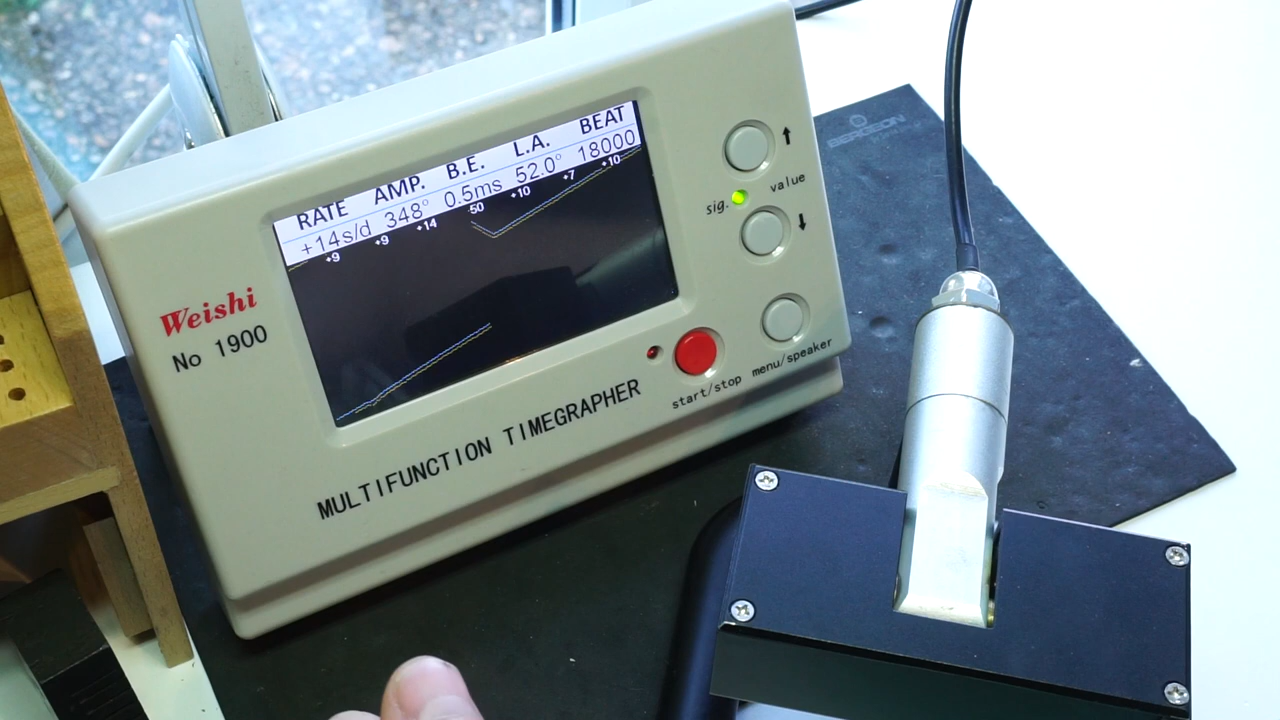 RATE AMP. B.E. L.A. BEAT
+14s/d 348° 0.5ms 52.0° 18000
+9 +9 +14 50 +10 +7 +10
Weishi
No 1900
MULTIFUNCTION TIMEGRAPHER
sig.
value
start/stop
menu/speaker
BERGEON